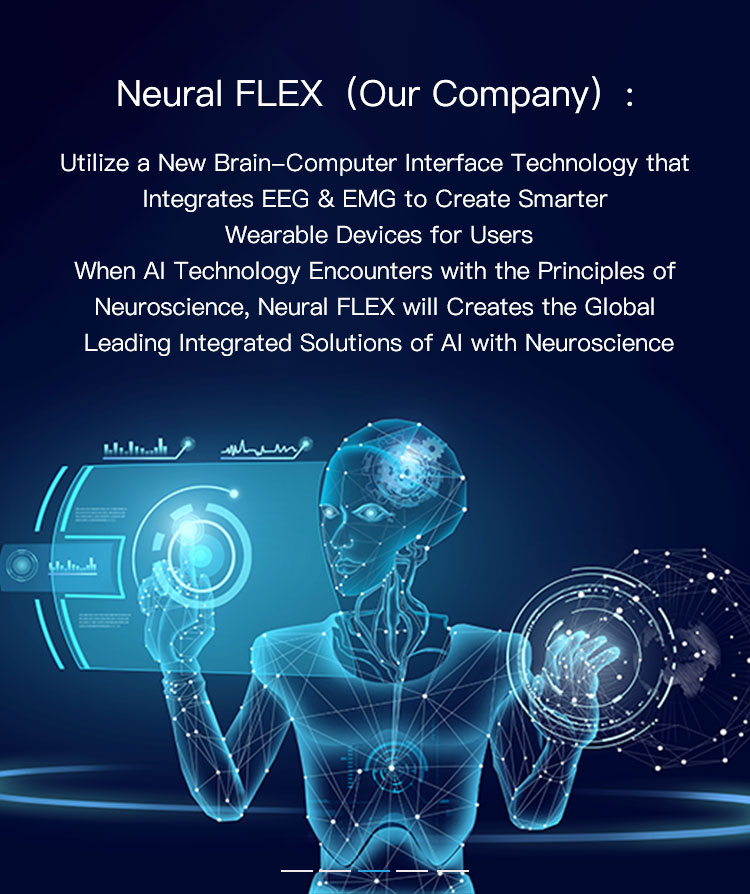 Neural FLEX（Our Company）:
Utilize a New Brain-Computer Interface Technology that
Integrates EEG & EMG to Create Smarter
Wearable Devices for Users
When AI Technology Encounters with the Principles of
Neuroscience, Neural FLEX will Creates the Global
Leading Integrated Solutions of AI with Neuroscience